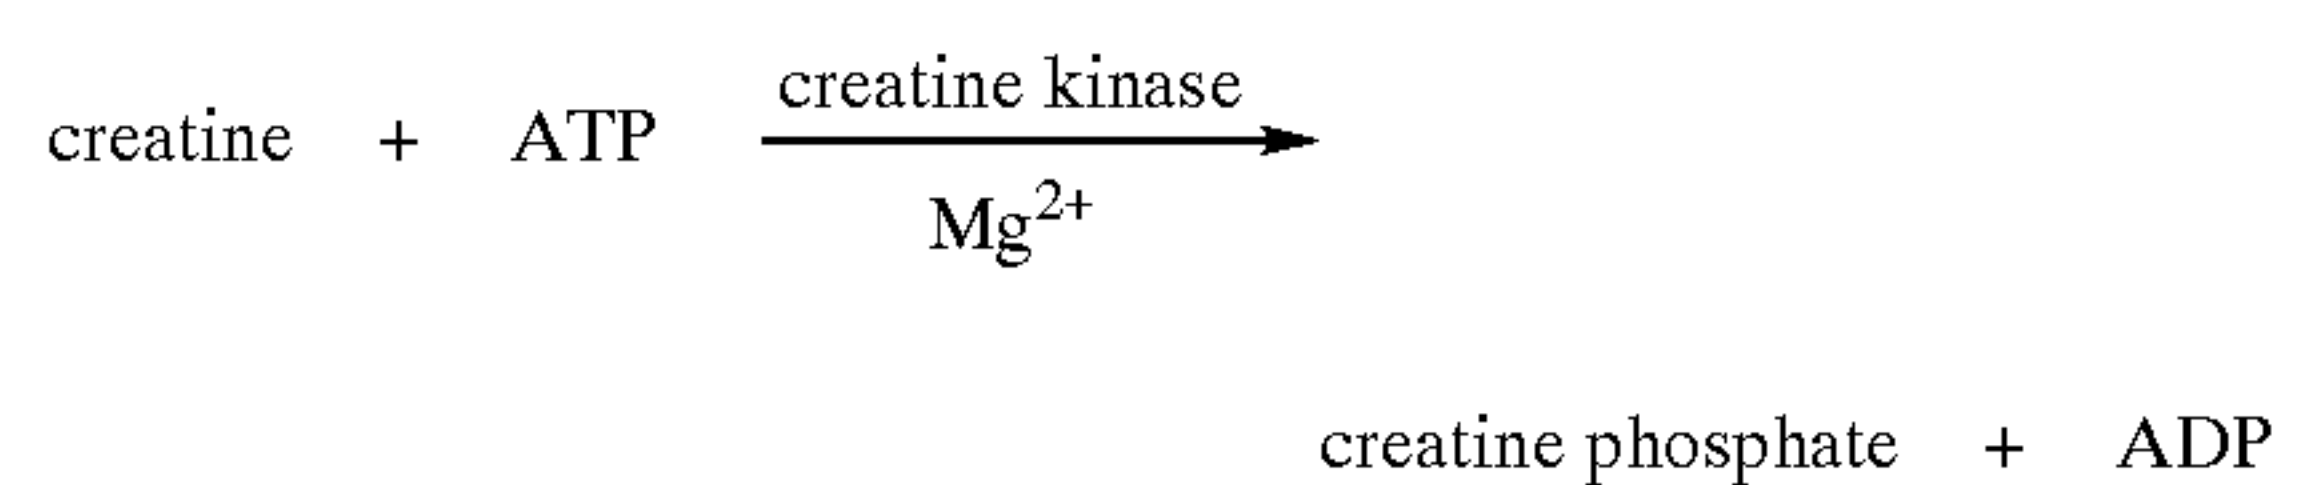 creatine kinase
creatine + ATP
Mg²⁺
creatine phosphate + ADP